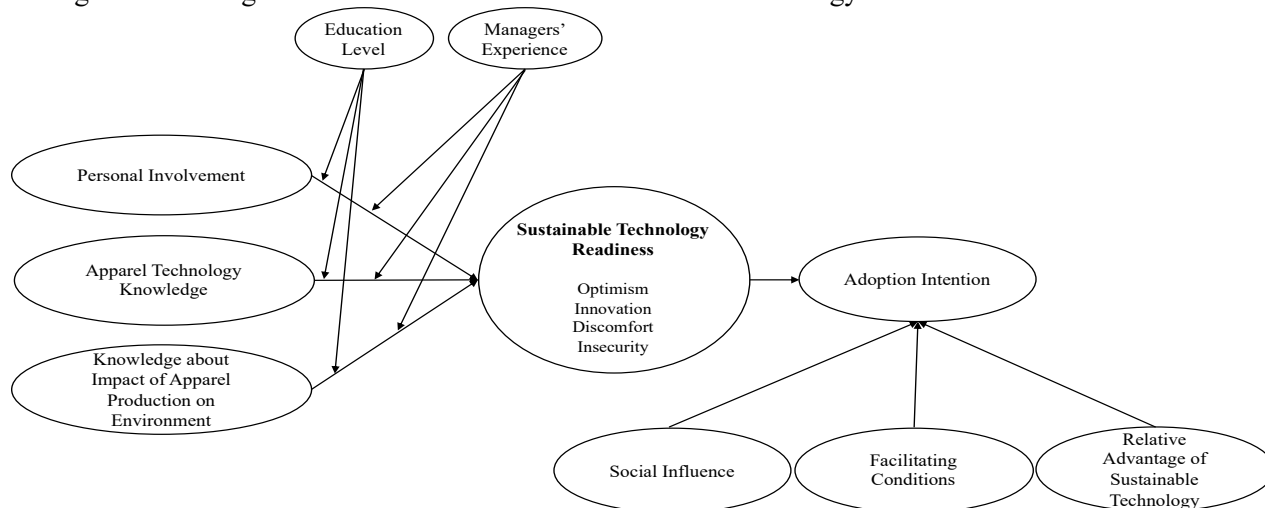 Education
Level
Managers’
Experience
Personal Involvement
Apparel Technology
Knowledge
Knowledge about
Impact of Apparel
Production on
Environment
Sustainable Technology
Readiness
Optimism
Innovation
Discomfort
Insecurity
Adoption Intention
Social Influence
Facilitating
Conditions
Relative
Advantage of
Sustainable
Technology